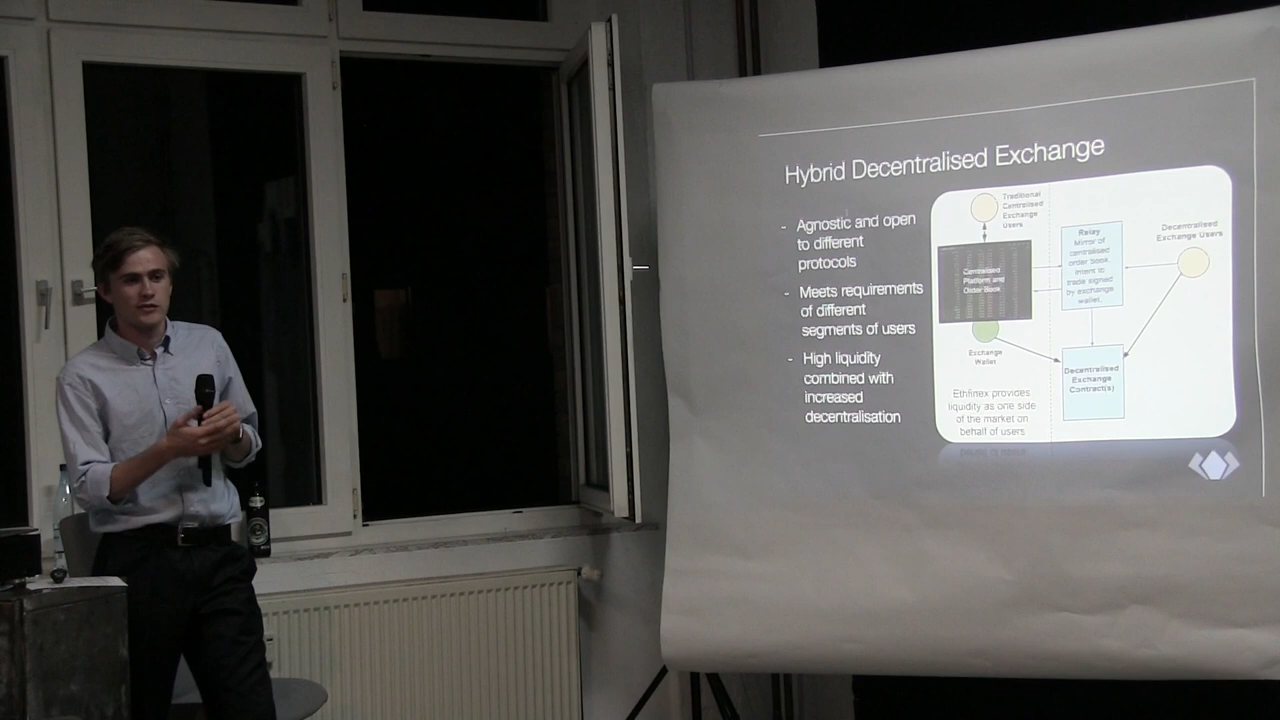 Hybrid Decentralised Exchange
- Agnostic and open
to different
protocols
- Meets requirements
of different
segments of users
- High liquidity
combined with
increased
decentralisation
Traditional
Centralised
Exchange
Users
Centralised
Platform and
Order Book
Exchange
Wallet
Ethfinex provides
liquidity as one side
of the market on
behalf of users
Relay
Mirror of
centralised
order book.
Intent to
trade signed
by exchange
wallet.
Decentralised
Exchange Users
Decentralised
Exchange
Contract(s)